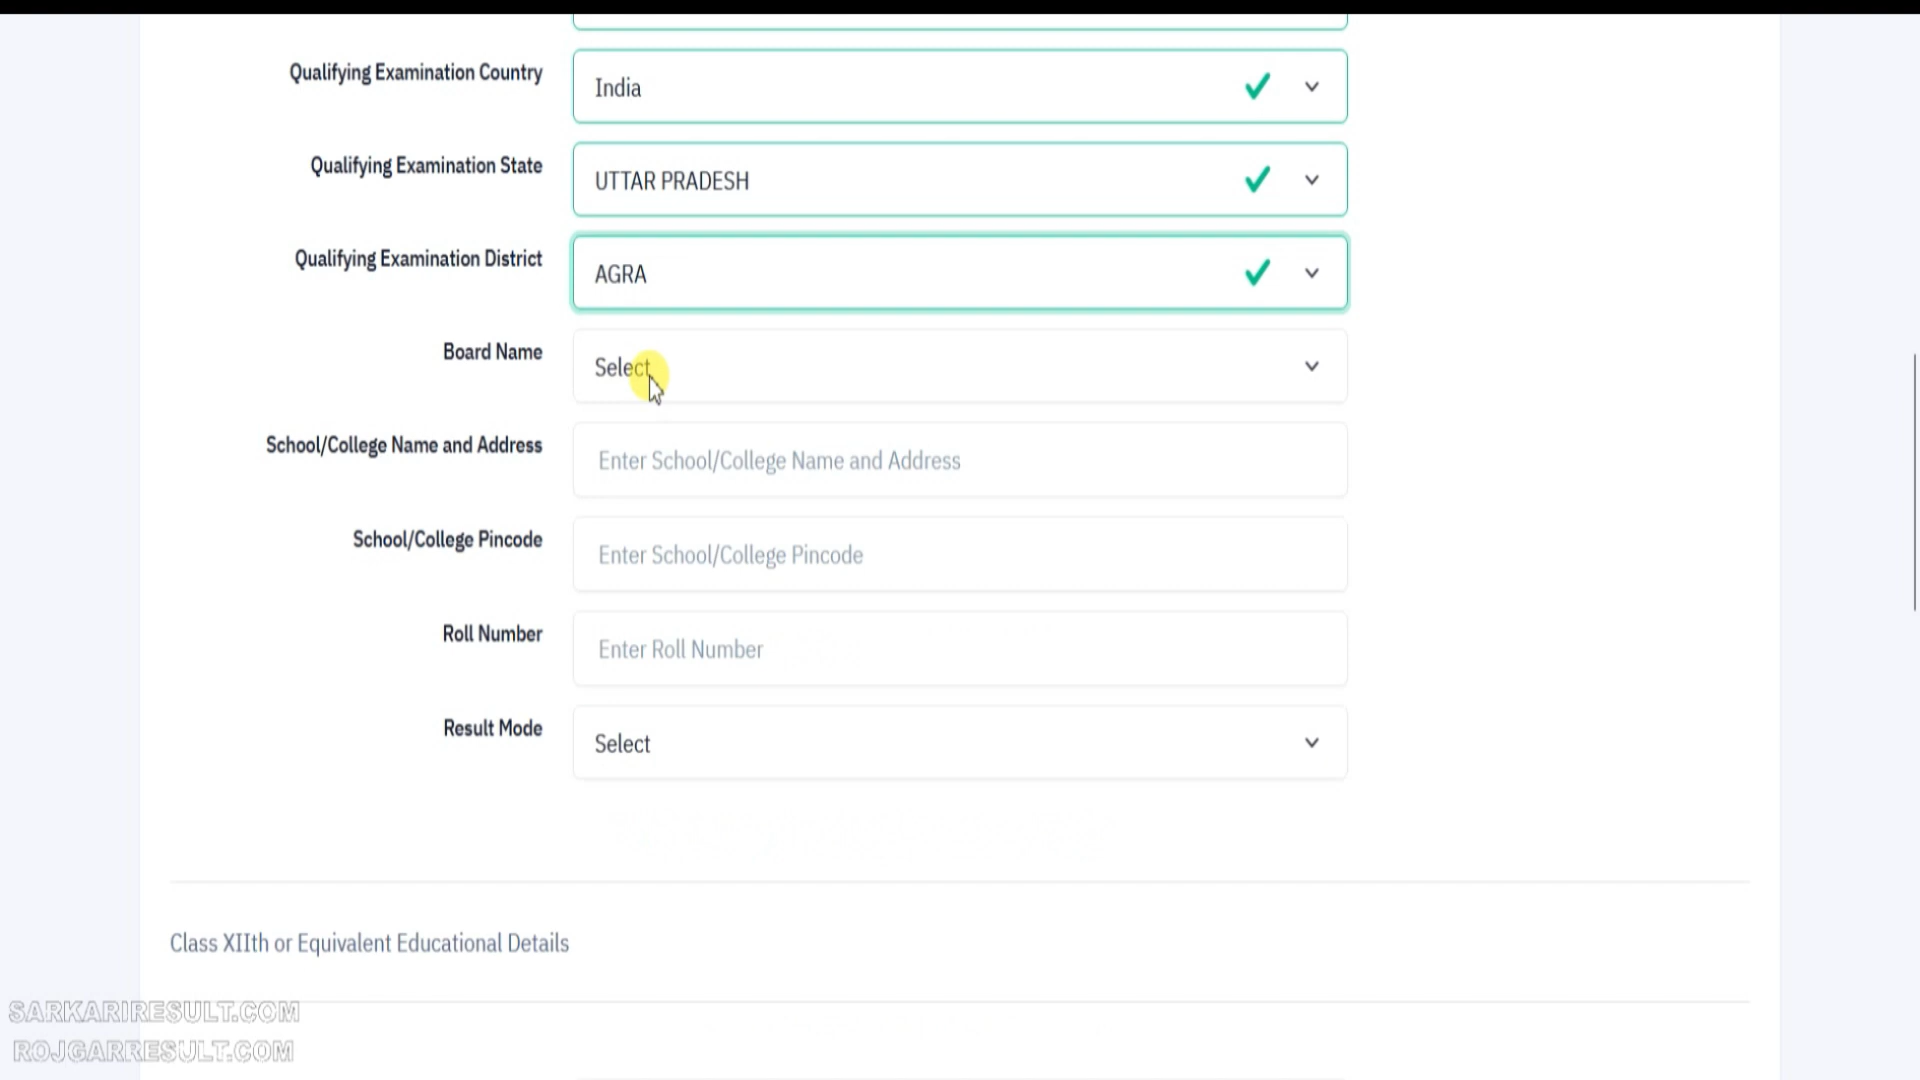 Qualifying Examination Country
India
Qualifying Examination State
UTTAR PRADESH
Qualifying Examination District
AGRA
Board Name
Select
School/College Name and Address
Enter School/College Name and Address
School/College Pincode
Enter School/College Pincode
Roll Number
Enter Roll Number
Result Mode
Select
Class XIIth or Equivalent Educational Details
SARKARIRESULT.COM
ROJGARRESULT.COM